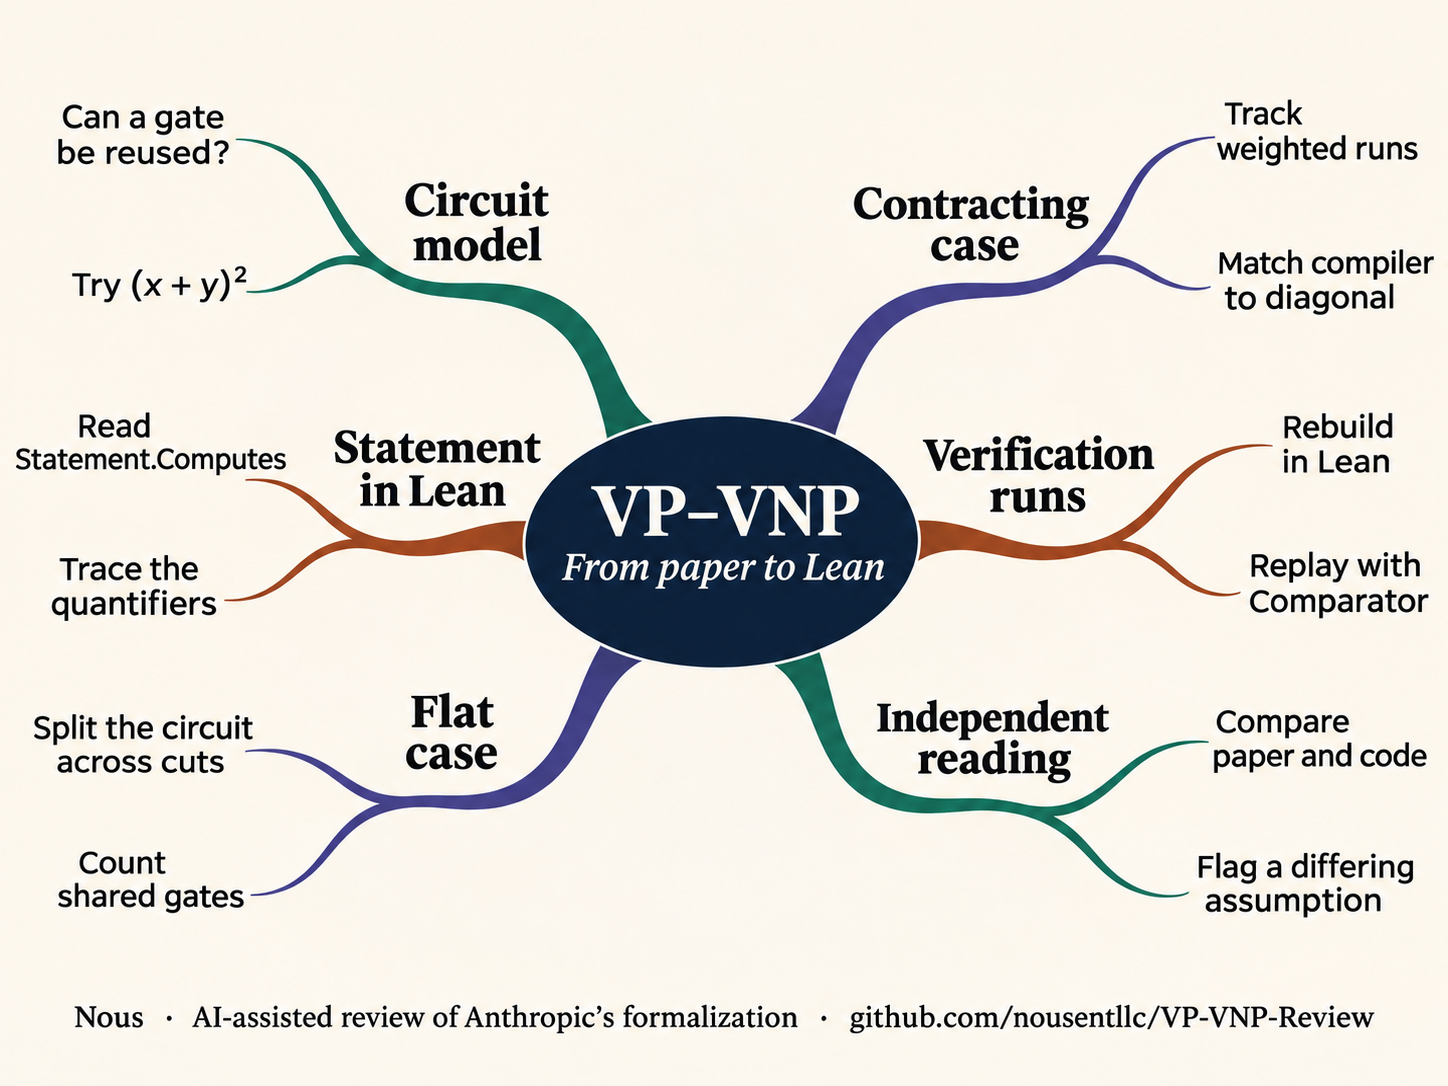 VP–VNP
From paper to Lean
Circuit
model
Can a gate
be reused?
Try (x + y)²
Statement
in Lean
Read
Statement.Computes
Trace the
quantifiers
Flat
case
Split the circuit
across cuts
Count
shared gates
Contracting
case
Track
weighted runs
Match compiler
to diagonal
Verification
runs
Rebuild
in Lean
Replay with
Comparator
Independent
reading
Compare
paper and code
Flag a differing
assumption
Nous · AI-assisted review of Anthropic's formalization · github.com/nousentllc/VP-VNP-Review